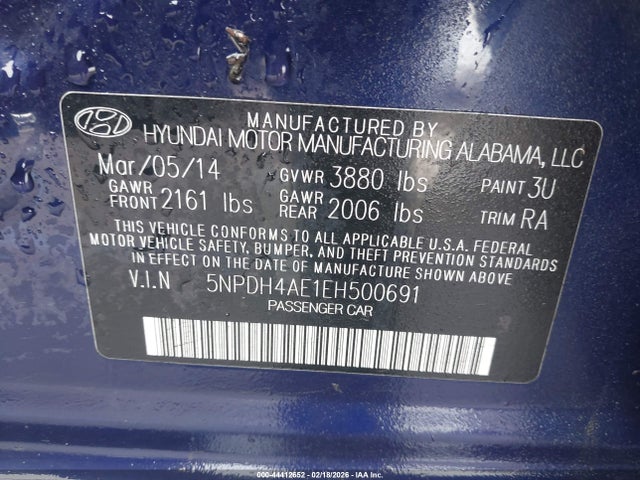 MANUFACTURED BY
HYUNDAI MOTOR MANUFACTURING ALABAMA, LLC
Mar/05/14 GVWR 3880 lbs PAINT 3U
GAWR FRONT 2161 lbs GAWR REAR 2006 lbs TRIM RA
THIS VEHICLE CONFORMS TO ALL APPLICABLE U.S.A. FEDERAL
MOTOR VEHICLE SAFETY, BUMPER, AND THEFT PREVENTION STANDARDS
IN EFFECT ON THE DATE OF MANUFACTURE SHOWN ABOVE.
V.I.N 5NPDH4AE1EH500691
PASSENGER CAR
000-44412652 - 02/18/2026 - IAA Inc.